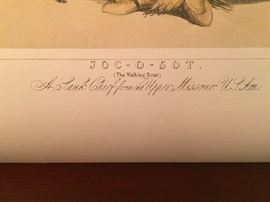 JOC-O-SOT.
(The Walking Bear)
A Sauk Chief from the Upper Missouri U.S. Am: